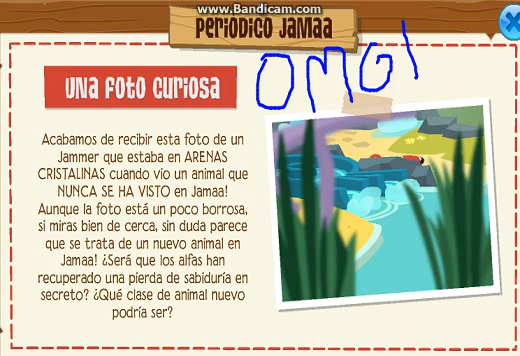 www.Bandicam.com
PERIÓDICO JAMAA
OMG!
UNA FOTO CURIOSA
Acabamos de recibir esta foto de un
Jammer que estaba en ARENAS
CRISTALINAS cuando vio un animal que
NUNCA SE HA VISTO en Jamaa!
Aunque la foto está un poco borrosa,
si miras bien de cerca, sin duda parece
que se trata de un nuevo animal en
Jamaa! ¿Será que los alfas han
recuperado una pierda de sabiduría en
secreto? ¿Qué clase de animal nuevo
podría ser?